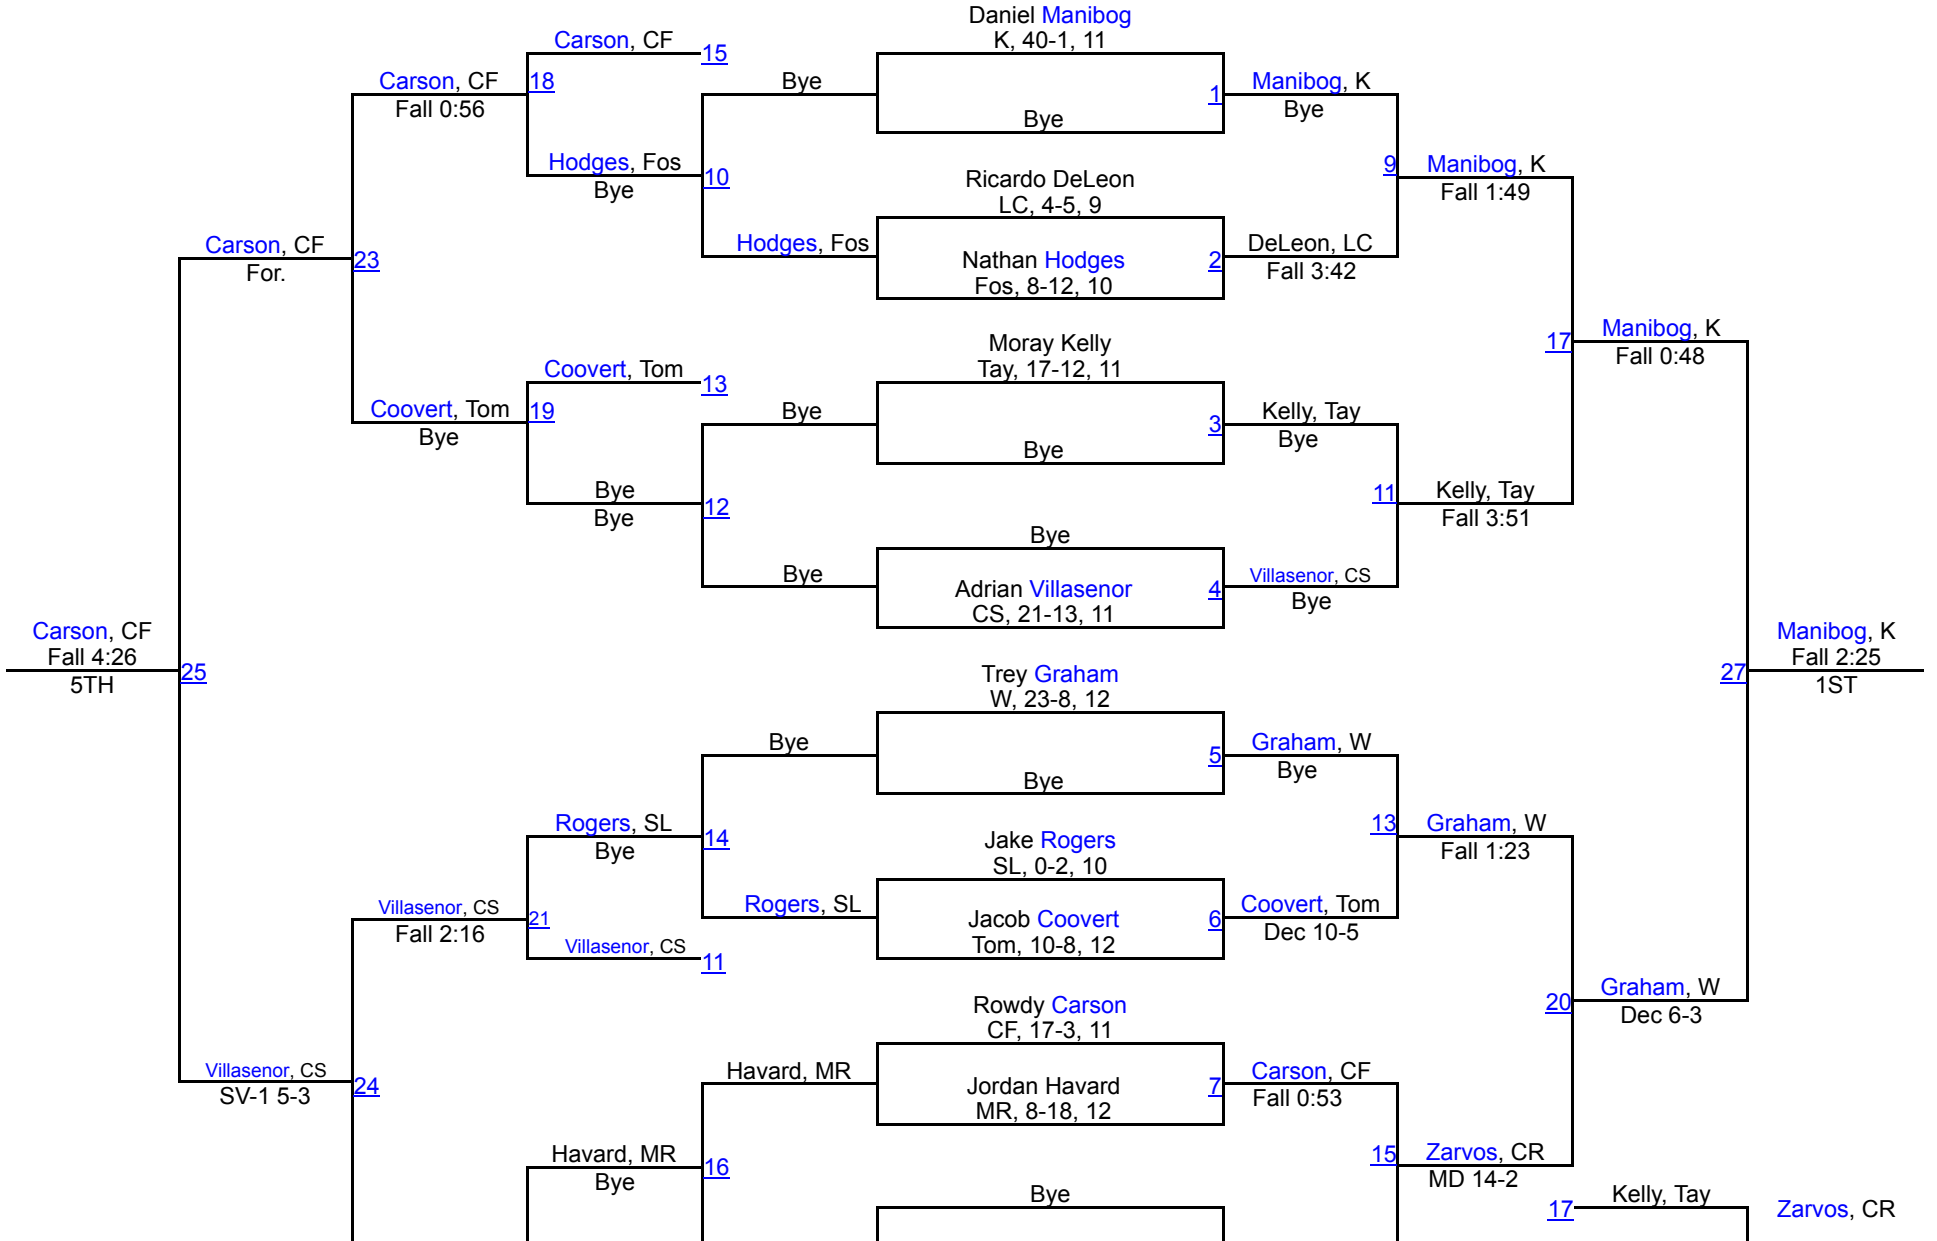 Daniel Manibog
K, 40-1, 11
Carson, CF
15
Carson, CF
18
Bye
1
Manibog, K
Fall 0:56
Bye
Bye
Hodges, Fos
10
9
Manibog, K
Bye
Ricardo DeLeon
Fall 1:49
LC, 4-5, 9
Carson, CF
Hodges, Fos
DeLeon, LC
For.
23
Nathan Hodges
2
Fall 3:42
Fos, 8-12, 10
Moray Kelly
17
Manibog, K
Coovert, Tom
13
Tay, 17-12, 11
Fall 0:48
Coovert, Tom
19
Bye
3
Kelly, Tay
Bye
Bye
Bye
Bye
12
11
Kelly, Tay
Bye
Fall 3:51
Bye
Bye
Adrian Villasenor
4
Villasenor, CS
CS, 21-13, 11
Bye
Carson, CF
Manibog, K
Fall 4:26
25
27
Fall 2:25
5TH
1ST
Trey Graham
W, 23-8, 12
Bye
5
Graham, W
Bye
Bye
Rogers, SL
14
13
Graham, W
Bye
Jake Rogers
Fall 1:23
SL, 0-2, 10
Villasenor, CS
21
Rogers, SL
Jacob Coovert
6
Coovert, Tom
Fall 2:16
Villasenor, CS
11
Tom, 10-8, 12
Dec 10-5
Rowdy Carson
20
Graham, W
CF, 17-3, 11
Dec 6-3
Villasenor, CS
24
Havard, MR
Jordan Havard
7
Carson, CF
SV-1 5-3
MR, 8-18, 12
Fall 0:53
Havard, MR
16
15
Zarvos, CR
Bye
MD 14-2
Bye
17
Kelly, Tay
Zarvos, CR